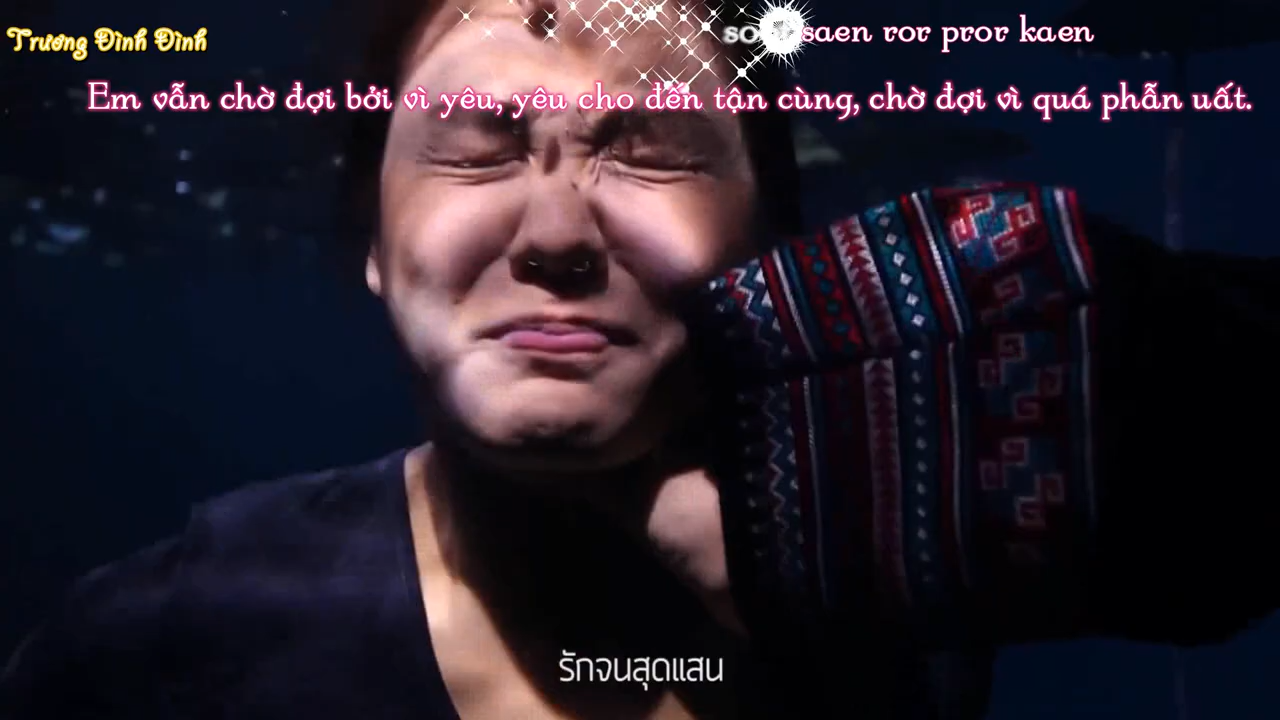 Trương Đình Đình
saen ror pror kaen
Em vẫn chờ đợi bởi vì yêu, yêu cho đến tận cùng, chờ đợi vì quá phẫn uất.
รักจนสุดแสน